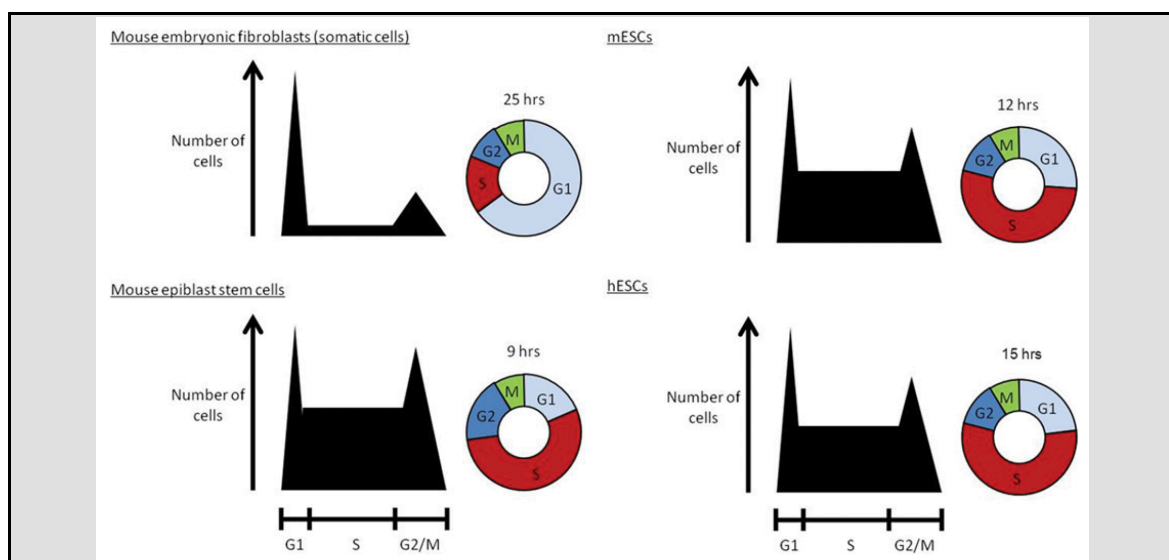 Mouse embryonic fibroblasts (somatic cells)
Number of
cells
25 hrs
M
G2
S
G1
mESCs
Number of
cells
12 hrs
M
G2
G1
S
Mouse epiblast stem cells
Number of
cells
9 hrs
M
G1
G2
S
G1
S
G2/M
hESCs
Number of
cells
15 hrs
M
G2
G1
S
G1
S
G2/M